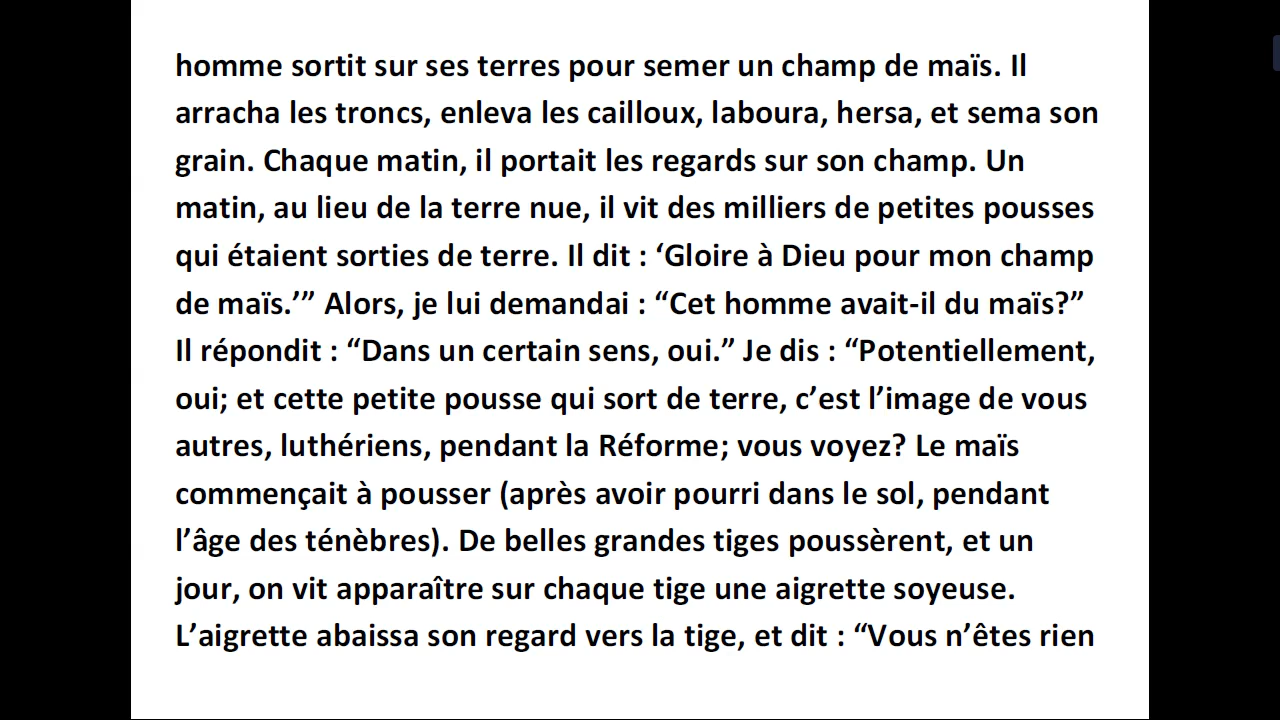 homme sortit sur ses terres pour semer un champ de maïs. Il
arracha les troncs, enleva les cailloux, laboura, hersa, et sema son
grain. Chaque matin, il portait les regards sur son champ. Un
matin, au lieu de la terre nue, il vit des milliers de petites pousses
qui étaient sorties de terre. Il dit : ‘Gloire à Dieu pour mon champ
de maïs.’” Alors, je lui demandai : “Cet homme avait-il du maïs?”
Il répondit : “Dans un certain sens, oui.” Je dis : “Potentiellement,
oui; et cette petite pousse qui sort de terre, c’est l’image de vous
autres, luthériens, pendant la Réforme; vous voyez? Le maïs
commençait à pousser (après avoir pourri dans le sol, pendant
l’âge des ténèbres). De belles grandes tiges poussèrent, et un
jour, on vit apparaître sur chaque tige une aigrette soyeuse.
L’aigrette abaissa son regard vers la tige, et dit : “Vous n’êtes rien